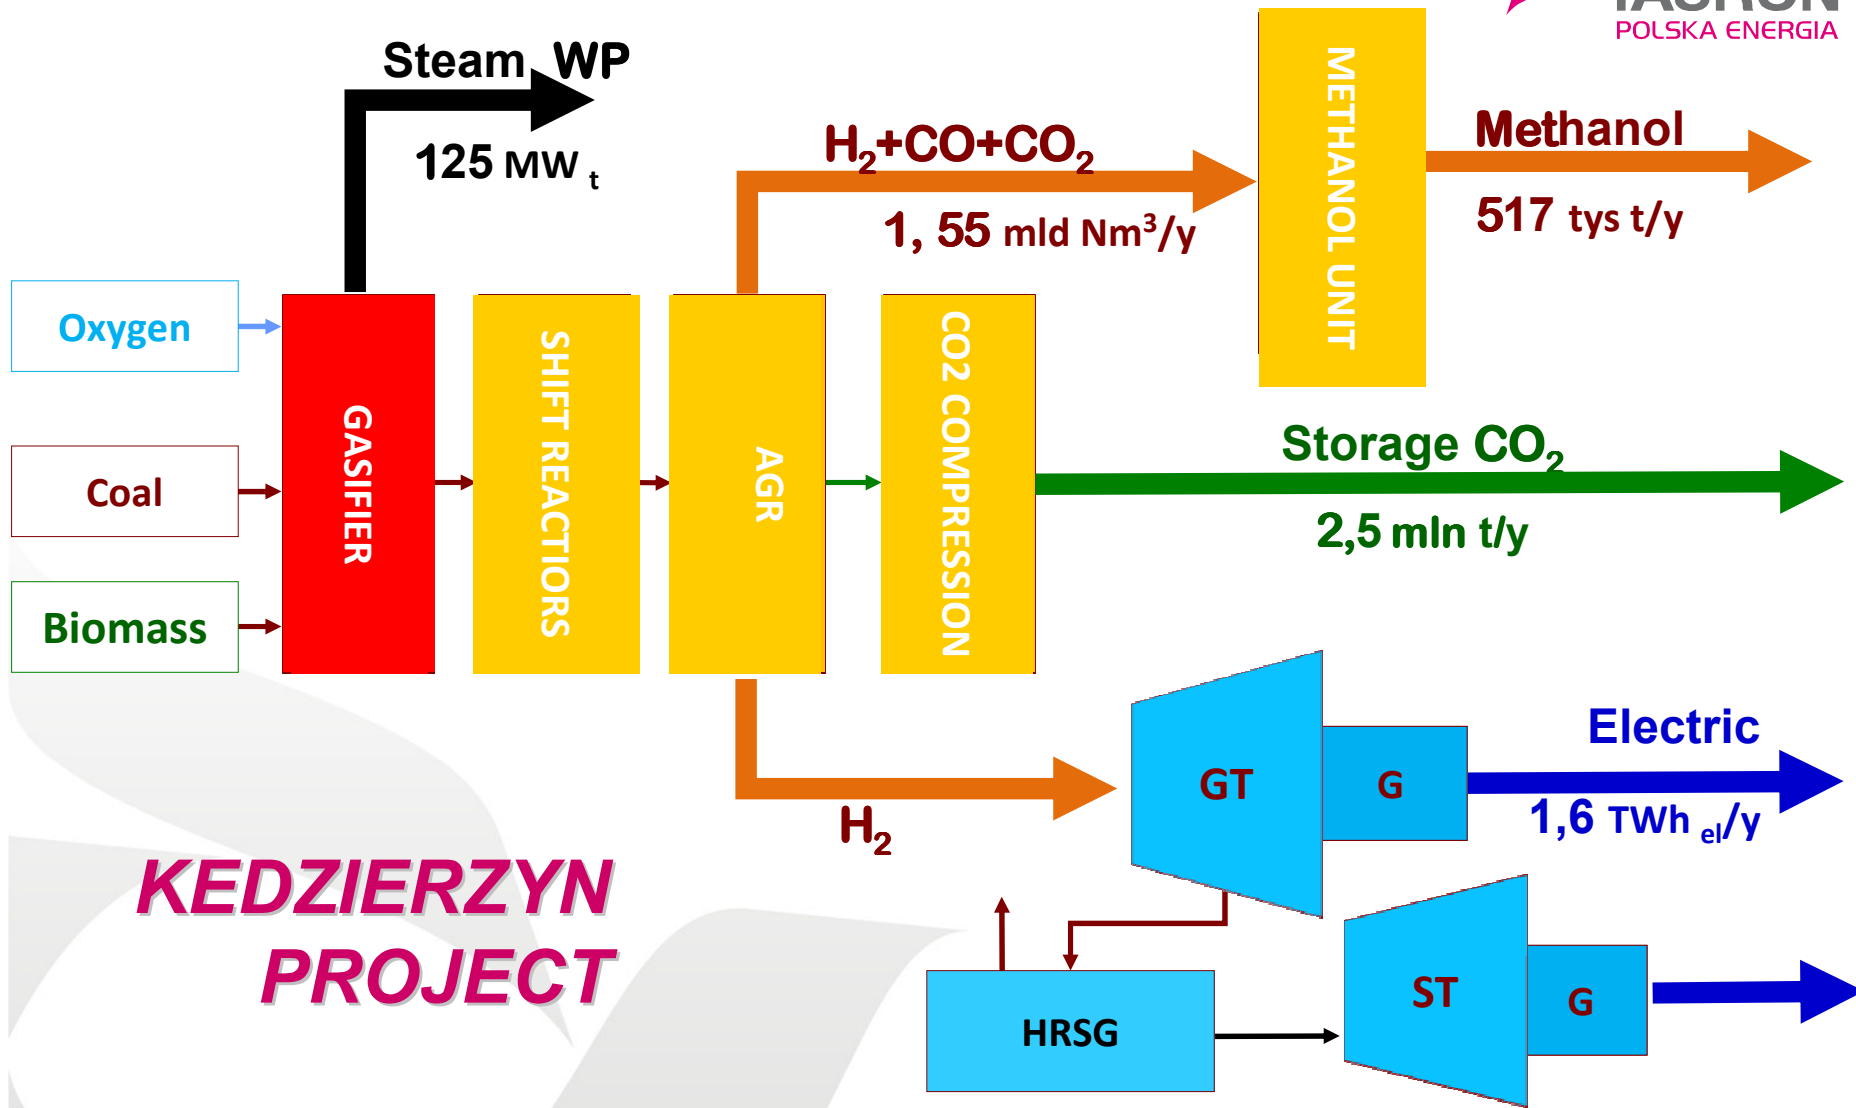 POLSKA ENERGIA
Steam WP
125 MW t
H2+CO+CO2
1, 55 mld Nm³/y
METHANOL UNIT
Methanol
517 tys t/y
Oxygen
Coal
Biomass
GASIFIER
SHIFT REACTIORS
AGR
CO2 COMPRESSION
Storage CO2
2,5 mln t/y
H2
GT
G
Electric
1,6 TWh el/y
KEDZIERZYN
PROJECT
HRSG
ST
G